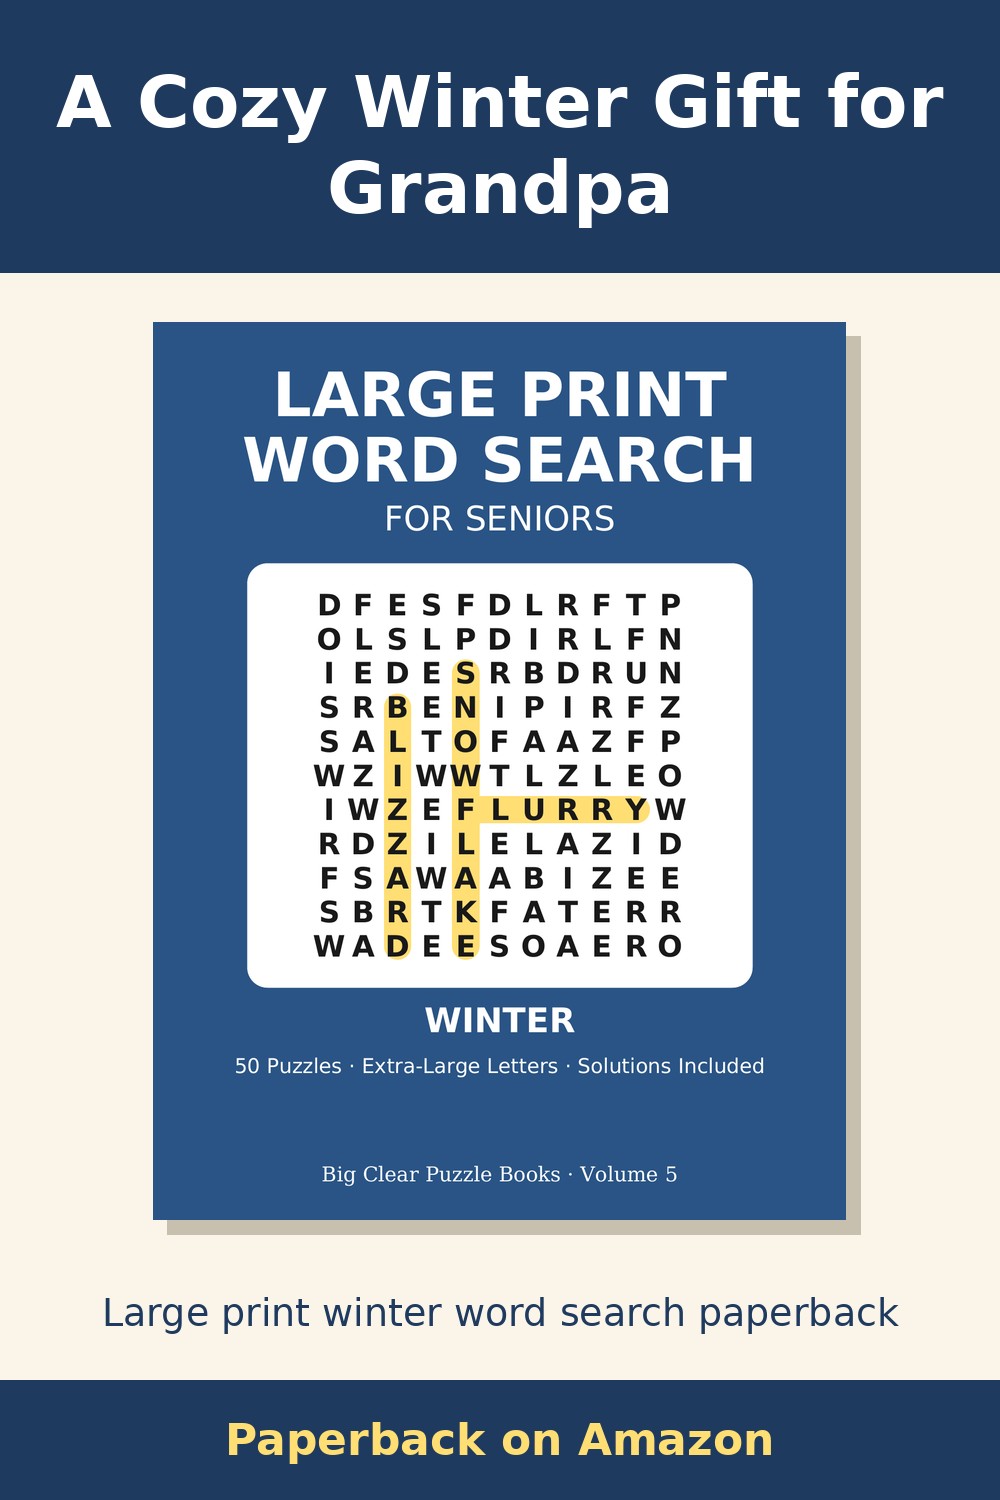 A Cozy Winter Gift for
Grandpa
LARGE PRINT
WORD SEARCH
FOR SENIORS
D F E S F D L R F T P
O L S L P D I R L F N
I E D E S R B D R U N
S R B E N I P I R F Z
S A L T O F A A Z F P
W Z I W W T L Z L E O
I W Z E F L U R R Y W
R D Z I L E L A Z I D
F S A W A A B I Z E E
S B R T K F A T E R R
W A D E E S O A E R O
WINTER
50 Puzzles · Extra-Large Letters · Solutions Included
Big Clear Puzzle Books · Volume 5
Large print winter word search paperback
Paperback on Amazon